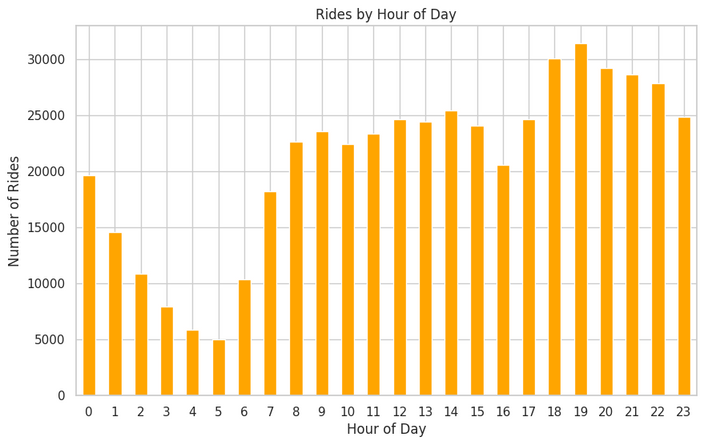 Rides by Hour of Day
Number of Rides
30000
25000
20000
15000
10000
5000
0
0 1 2 3 4 5 6 7 8 9 10 11 12 13 14 15 16 17 18 19 20 21 22 23
Hour of Day